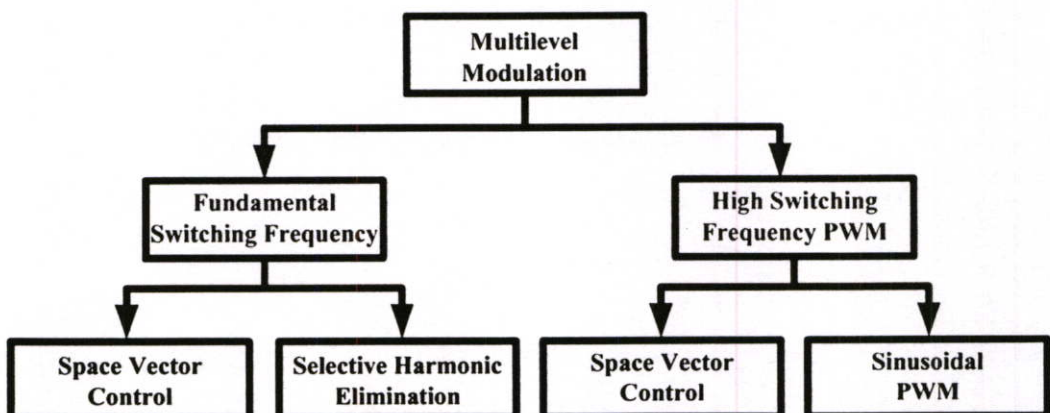 Multilevel
Modulation
Fundamental
Switching Frequency
High Switching
Frequency PWM
Space Vector
Control
Selective Harmonic
Elimination
Space Vector
Control
Sinusoidal
PWM